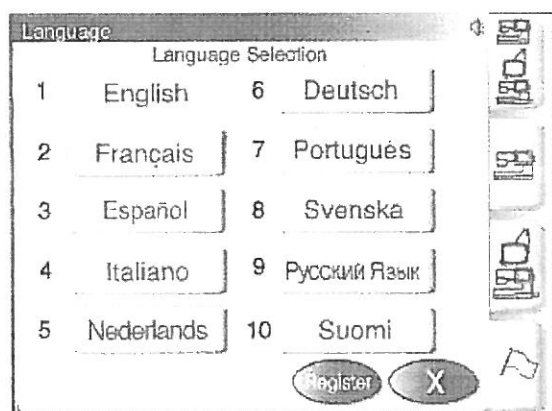 Language
Language Selection
1 English 6 Deutsch
2 Français 7 Português
3 Español 8 Svenska
4 Italiano 9 Русский Язык
5 Nederlands 10 Suomi
Register X